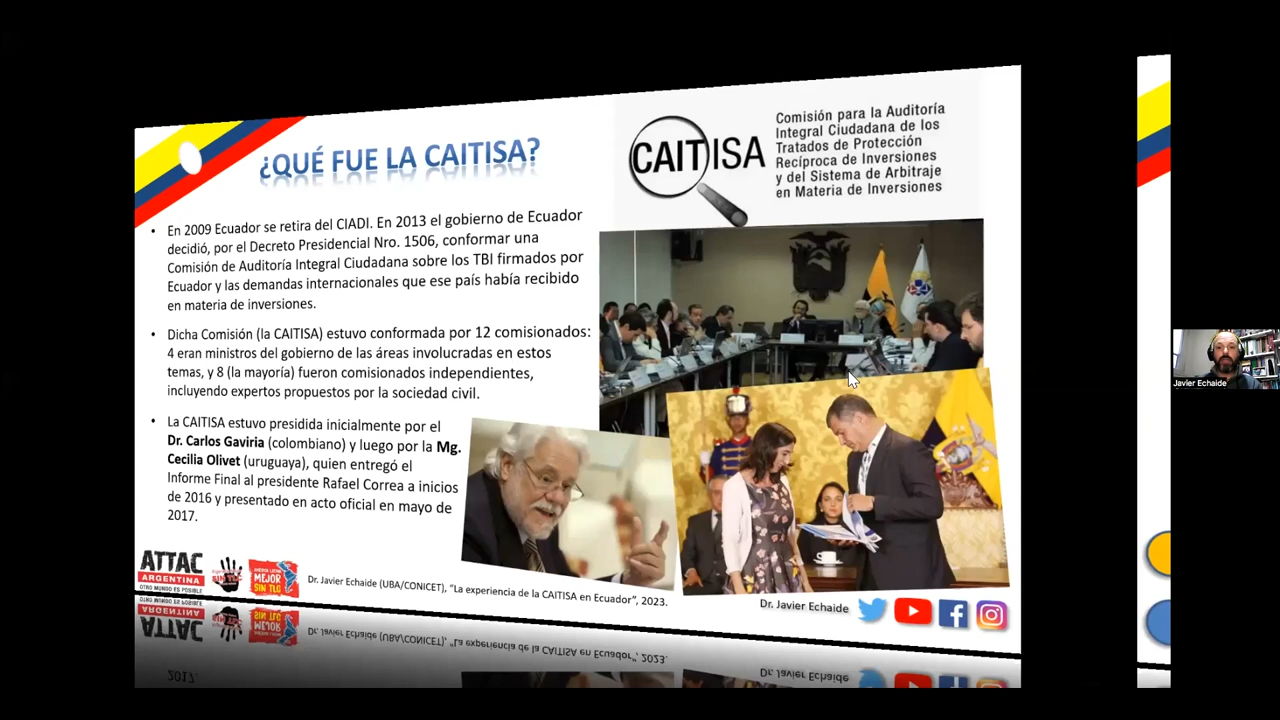 ¿QUÉ FUE LA CAITISA?
CAITISA
Comisión para la Auditoría
Integral Ciudadana de los
Tratados de Protección
Recíproca de Inversiones
y del Sistema de Arbitraje
en Materia de Inversiones
• En 2009 Ecuador se retira del CIADI. En 2013 el gobierno de Ecuador
decidió, por el Decreto Presidencial Nro. 1506, conformar una
Comisión de Auditoría Integral Ciudadana sobre los TBI firmados por
Ecuador y las demandas internacionales que ese país había recibido
en materia de inversiones.
• Dicha Comisión (la CAITISA) estuvo conformada por 12 comisionados:
4 eran ministros del gobierno de las áreas involucradas en estos
temas, y 8 (la mayoría) fueron comisionados independientes,
incluyendo expertos propuestos por la sociedad civil.
• La CAITISA estuvo presidida inicialmente por el
Dr. Carlos Gaviria (colombiano) y luego por la Mg.
Cecilia Olivet (uruguaya), quien entregó el
Informe Final al presidente Rafael Correa a inicios
de 2016 y presentado en acto oficial en mayo de
2017.
ATTAC
ARGENTINA
OTRO MUNDO ES POSIBLE
SIN TLC
AMÉRICA LATINA
MEJOR
SIN TLC
Dr. Javier Echaide (UBA/CONICET), “La experiencia de la CAITISA en Ecuador”, 2023.
Dr. Javier Echaide
Javier Echaide